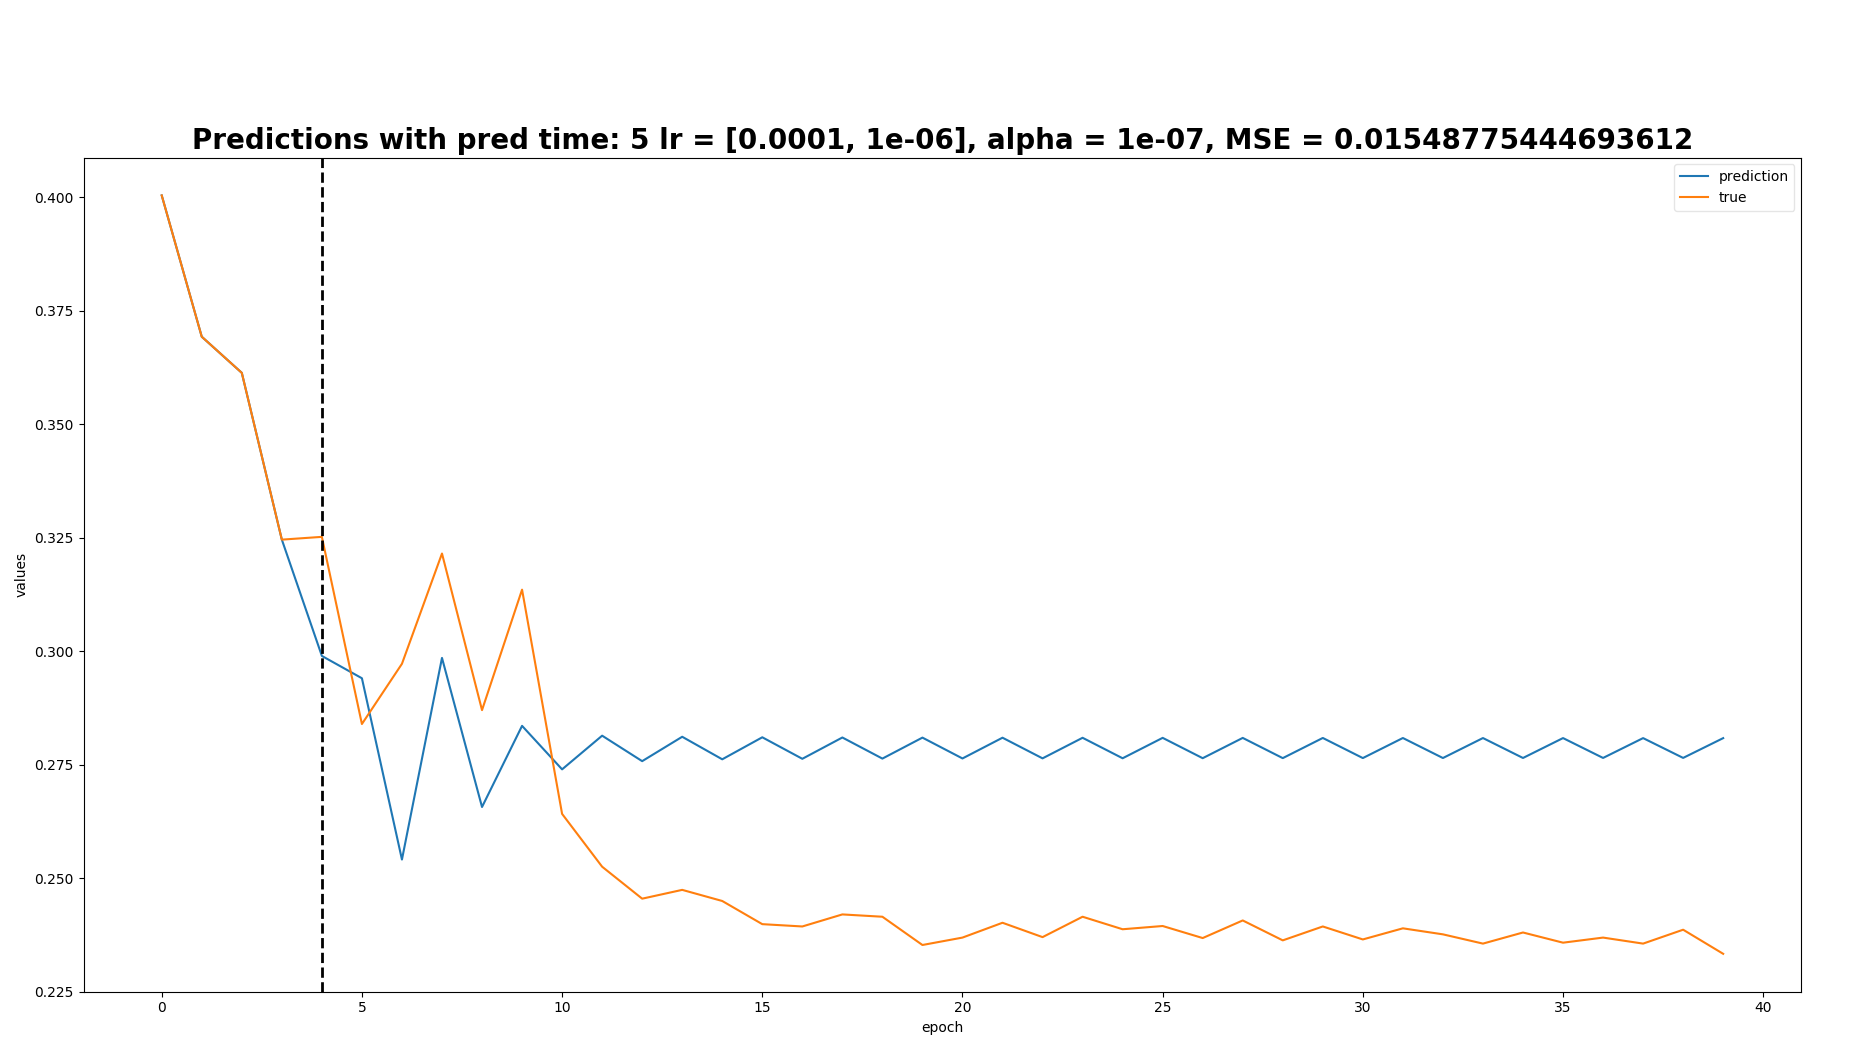 Predictions with pred time: 5 lr = [0.0001, 1e-06], alpha = 1e-07, MSE = 0.01548775444693612
prediction
true
0.400
0.375
0.350
0.325
0.300
0.275
0.250
0.225
values
0 5 10 15 20 25 30 35 40
epoch